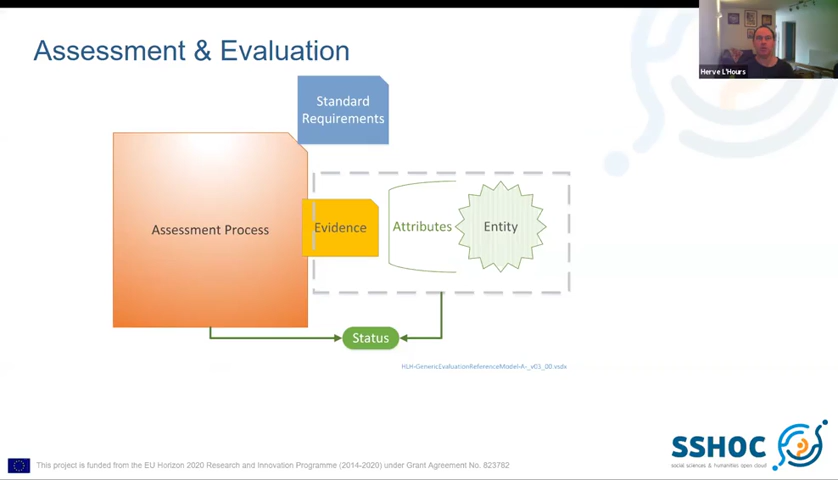 Assessment & Evaluation
Herve L'Hours
Standard
Requirements
Assessment Process
Evidence
Attributes
Entity
Status
HLH-GenericEvaluationReferenceModel-A-_v03_00.vsdx
SSHOC
social sciences & humanities open cloud
This project is funded from the EU Horizon 2020 Research and Innovation Programme (2014-2020) under Grant Agreement No. 823782